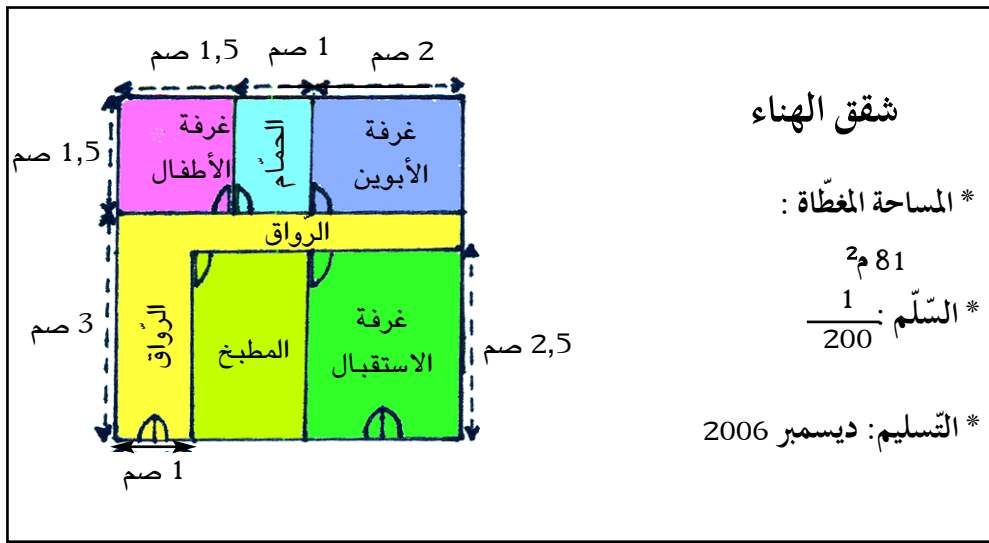 شقق الهناء
* المساحة المغطّاة :
81 م²
* السّلّم : 1/200
* التّسليم: ديسمبر 2006
2 صم
1 صم
1,5 صم
1,5 صم
غرفة
الأبوين
الحمّام
غرفة
الأطفال
الرّواق
الرّواق
المطبخ
غرفة
الاستقبال
3 صم
2,5 صم
1 صم